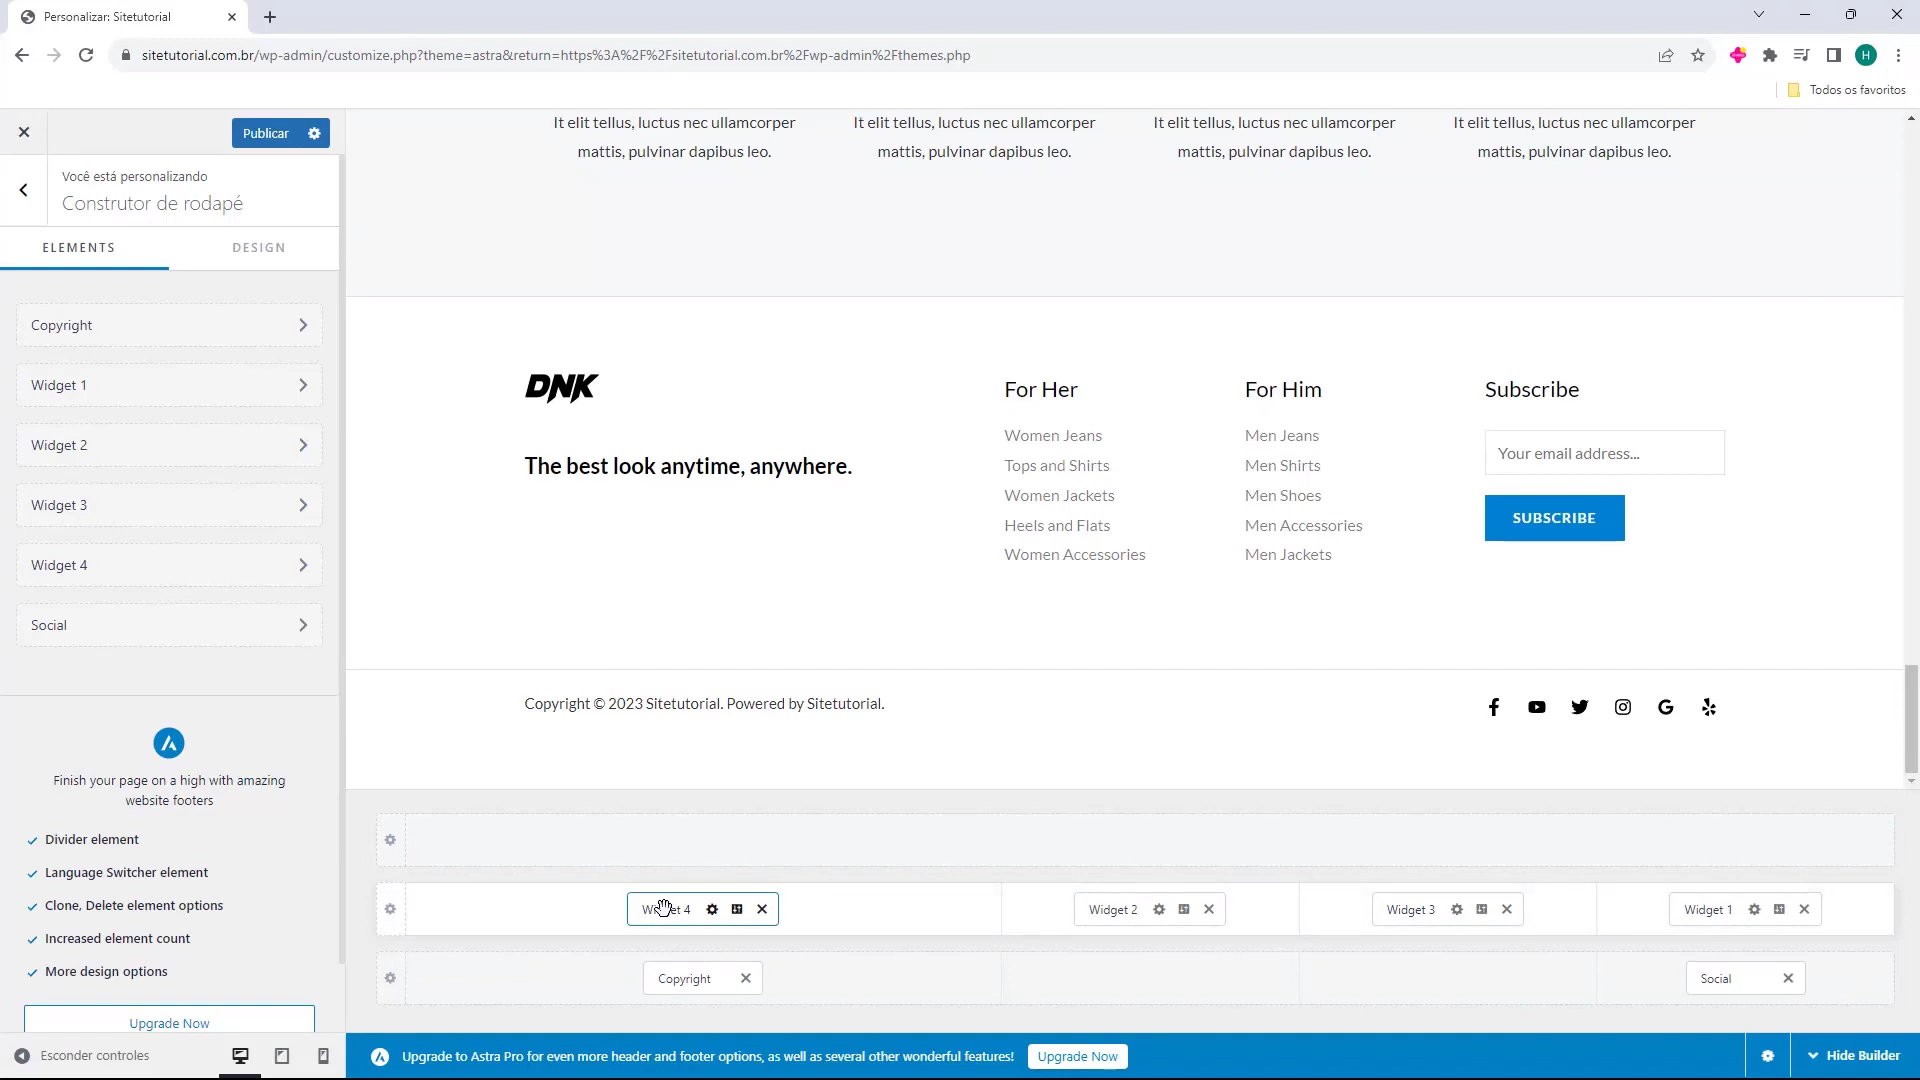 Personalizar: Sitetutorial
sitetutorial.com.br/wp-admin/customize.php?theme=astra&return=https%3A%2F%2Fsitetutorial.com.br%2Fwp-admin%2Fthemes.php
H
Todos os favoritos
Publicar
Você está personalizando
Construtor de rodapé
ELEMENTS
DESIGN
Copyright
Widget 1
Widget 2
Widget 3
Widget 4
Social
Finish your page on a high with amazing
website footers
Divider element
Language Switcher element
Clone, Delete element options
Increased element count
More design options
Upgrade Now
Esconder controles
It elit tellus, luctus nec ullamcorper
mattis, pulvinar dapibus leo.
It elit tellus, luctus nec ullamcorper
mattis, pulvinar dapibus leo.
It elit tellus, luctus nec ullamcorper
mattis, pulvinar dapibus leo.
It elit tellus, luctus nec ullamcorper
mattis, pulvinar dapibus leo.
DNK
The best look anytime, anywhere.
For Her
Women Jeans
Tops and Shirts
Women Jackets
Heels and Flats
Women Accessories
For Him
Men Jeans
Men Shirts
Men Shoes
Men Accessories
Men Jackets
Subscribe
Your email address...
SUBSCRIBE
Copyright © 2023 Sitetutorial. Powered by Sitetutorial.
Widget 4
Widget 2
Widget 3
Widget 1
Copyright
Social
Upgrade to Astra Pro for even more header and footer options, as well as several other wonderful features!
Upgrade Now
Hide Builder